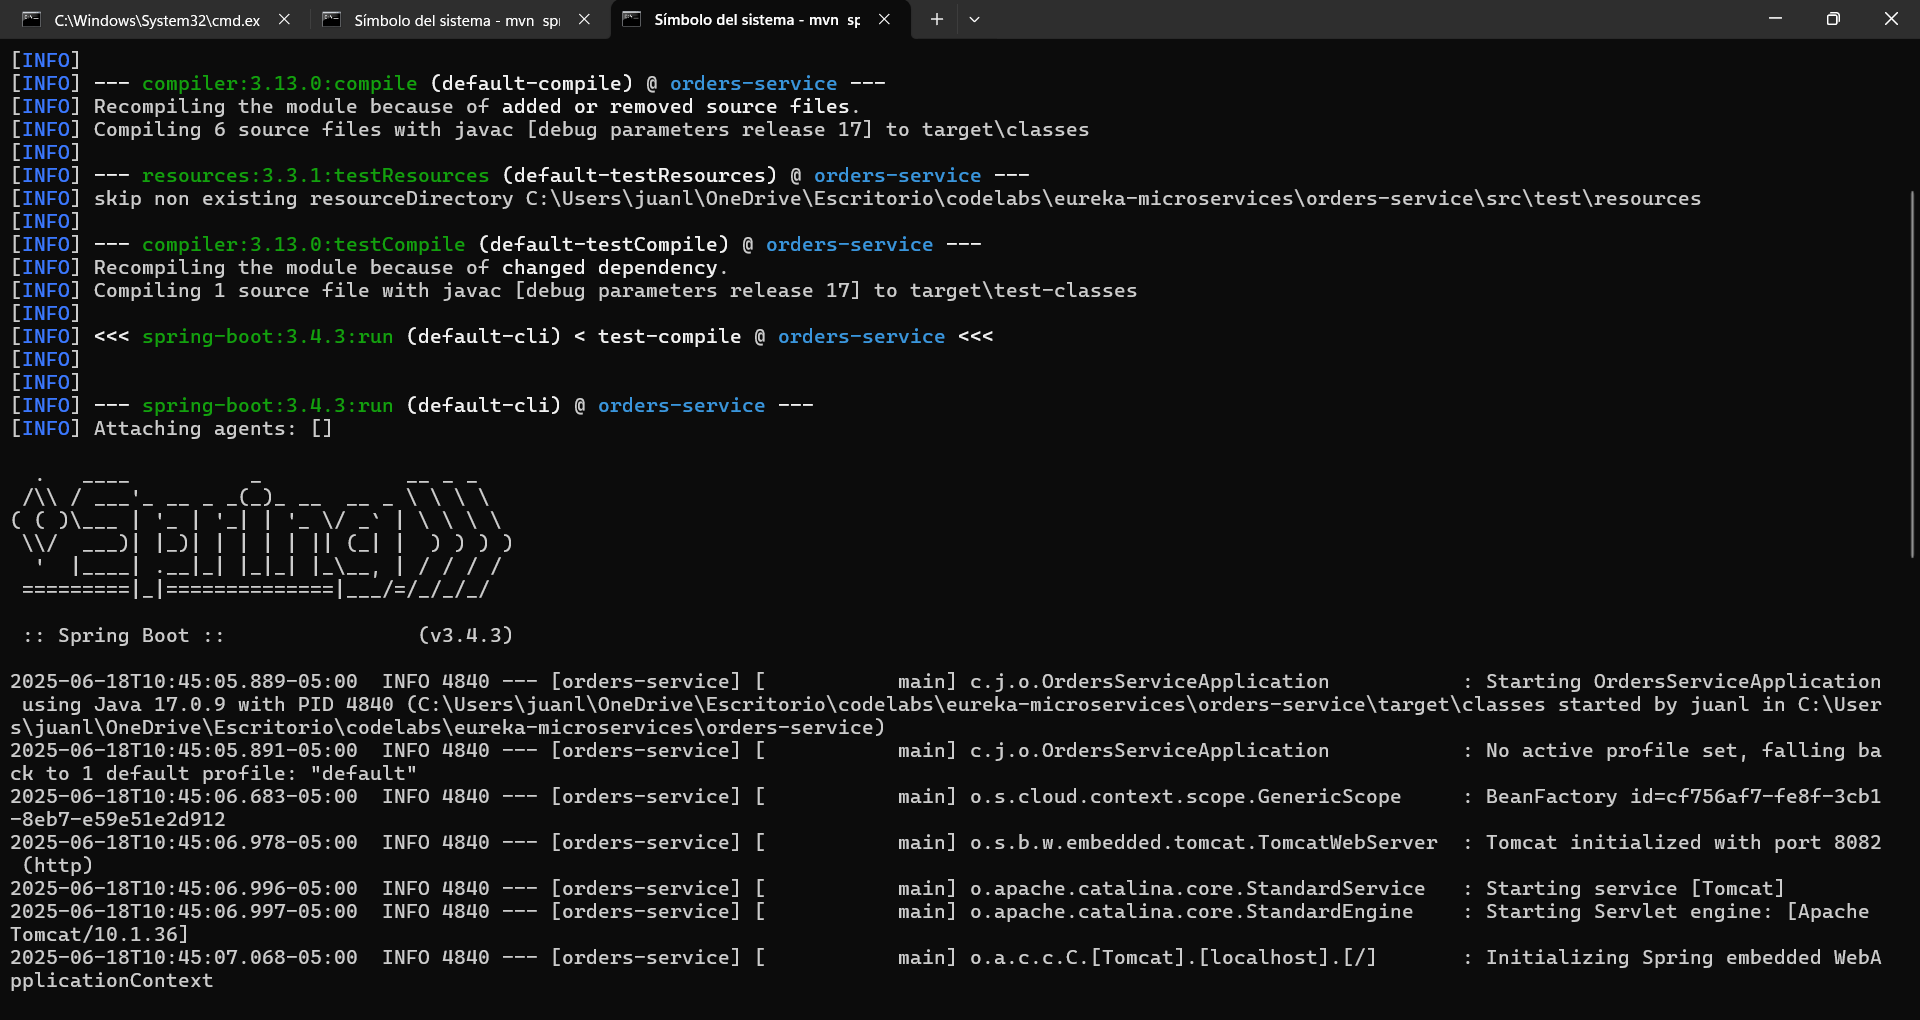 C:\Windows\System32\cmd.ex
Símbolo del sistema - mvn  sp
Símbolo del sistema - mvn  sp
[INFO]
[INFO] --- compiler:3.13.0:compile (default-compile) @ orders-service ---
[INFO] Recompiling the module because of added or removed source files.
[INFO] Compiling 6 source files with javac [debug parameters release 17] to target\classes
[INFO]
[INFO] --- resources:3.3.1:testResources (default-testResources) @ orders-service ---
[INFO] skip non existing resourceDirectory C:\Users\juanl\OneDrive\Escritorio\codelabs\eureka-microservices\orders-service\src\test\resources
[INFO]
[INFO] --- compiler:3.13.0:testCompile (default-testCompile) @ orders-service ---
[INFO] Recompiling the module because of changed dependency.
[INFO] Compiling 1 source file with javac [debug parameters release 17] to target\test-classes
[INFO]
[INFO] <<< spring-boot:3.4.3:run (default-cli) < test-compile @ orders-service <<<
[INFO]
[INFO]
[INFO] --- spring-boot:3.4.3:run (default-cli) @ orders-service ---
[INFO] Attaching agents: []
  .   ____          _            __ _ _
 /\\ / ___'_ __ _ _(_)_ __  __ _ \ \ \ \
( ( )\___ | '_ | '_| | '_ \/ _` | \ \ \ \
 \\/  ___)| |_)| | | | | || (_| |  ) ) ) )
  '  |____| .__|_| |_|_| |_\__, | / / / /
 =========|_|==============|___/=/_/_/_/
 :: Spring Boot ::                (v3.4.3)
2025-06-18T10:45:05.889-05:00  INFO 4840 --- [orders-service] [           main] c.j.o.OrdersServiceApplication           : Starting OrdersServiceApplication
 using Java 17.0.9 with PID 4840 (C:\Users\juanl\OneDrive\Escritorio\codelabs\eureka-microservices\orders-service\target\classes started by juanl in C:\User
s\juanl\OneDrive\Escritorio\codelabs\eureka-microservices\orders-service)
2025-06-18T10:45:05.891-05:00  INFO 4840 --- [orders-service] [           main] c.j.o.OrdersServiceApplication           : No active profile set, falling ba
ck to 1 default profile: "default"
2025-06-18T10:45:06.683-05:00  INFO 4840 --- [orders-service] [           main] o.s.cloud.context.scope.GenericScope     : BeanFactory id=cf756af7-fe8f-3cb1
-8eb7-e59e51e2d912
2025-06-18T10:45:06.978-05:00  INFO 4840 --- [orders-service] [           main] o.s.b.w.embedded.tomcat.TomcatWebServer  : Tomcat initialized with port 8082
 (http)
2025-06-18T10:45:06.996-05:00  INFO 4840 --- [orders-service] [           main] o.apache.catalina.core.StandardService   : Starting service [Tomcat]
2025-06-18T10:45:06.997-05:00  INFO 4840 --- [orders-service] [           main] o.apache.catalina.core.StandardEngine    : Starting Servlet engine: [Apache
Tomcat/10.1.36]
2025-06-18T10:45:07.068-05:00  INFO 4840 --- [orders-service] [           main] o.a.c.c.C.[Tomcat].[localhost].[/]       : Initializing Spring embedded WebA
pplicationContext